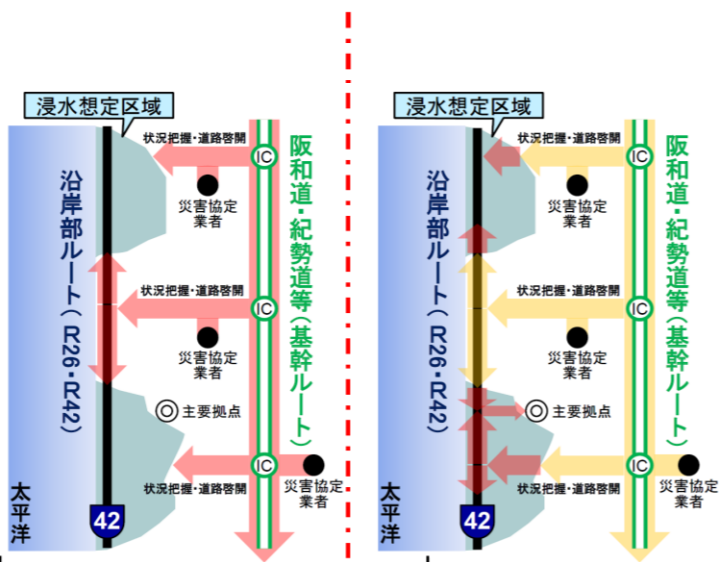 浸水想定区域
状況把握・道路啓開
IC
災害協定
業者
阪和道・紀勢道等(基幹ルート)
沿岸部ルート(R26・R42)
状況把握・道路啓開
IC
災害協定
業者
主要拠点
状況把握・道路啓開
IC
災害協定
業者
太平洋
42
浸水想定区域
状況把握・道路啓開
IC
災害協定
業者
阪和道・紀勢道等(基幹ルート)
沿岸部ルート(R26・R42)
状況把握・道路啓開
IC
災害協定
業者
主要拠点
状況把握・道路啓開
IC
災害協定
業者
太平洋
42